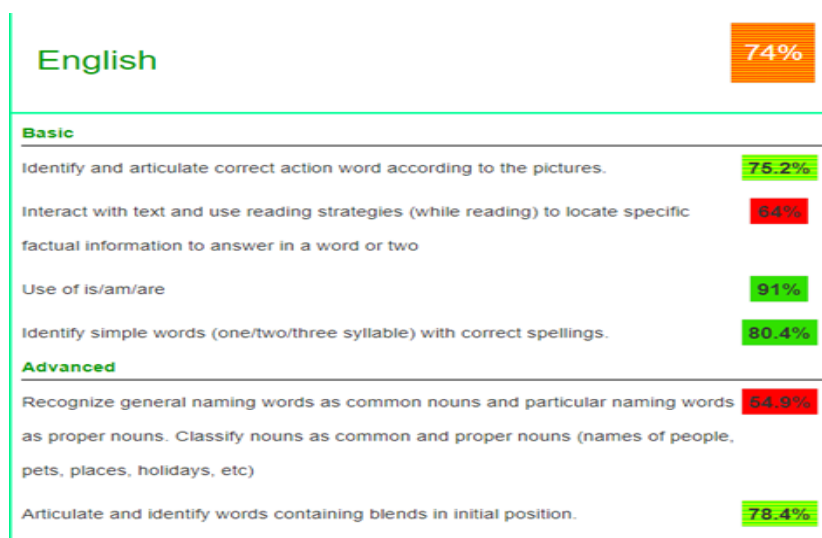 English 74%
Basic
Identify and articulate correct action word according to the pictures. 75.2%
Interact with text and use reading strategies (while reading) to locate specific 64%
factual information to answer in a word or two
Use of is/am/are 91%
Identify simple words (one/two/three syllable) with correct spellings. 80.4%
Advanced
Recognize general naming words as common nouns and particular naming words 54.9%
as proper nouns. Classify nouns as common and proper nouns (names of people,
pets, places, holidays, etc)
Articulate and identify words containing blends in initial position. 78.4%